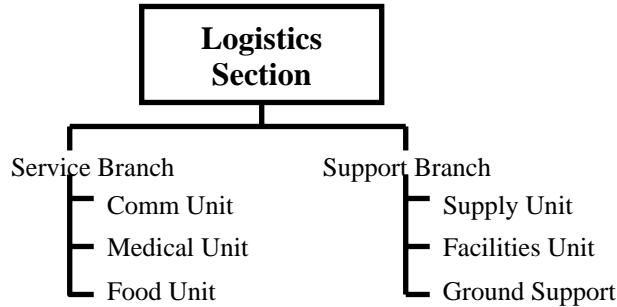 Logistics
Section
Service Branch
Comm Unit
Medical Unit
Food Unit
Support Branch
Supply Unit
Facilities Unit
Ground Support